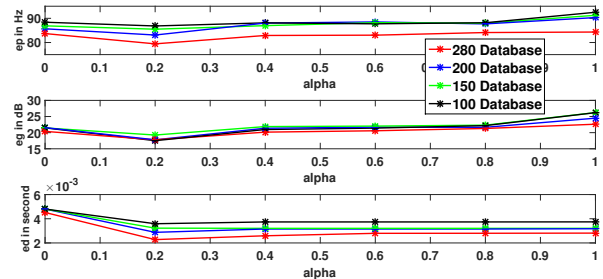 ep in Hz
90
80
0 0.1 0.2 0.3 0.4 0.5 0.6 0.7 0.8 0.9 1
alpha
280 Database
200 Database
150 Database
100 Database
eg in dB
30
25
20
15
0 0.1 0.2 0.3 0.4 0.5 0.6 0.7 0.8 0.9 1
alpha
×10⁻³
ed in second
6
4
2
0 0.1 0.2 0.3 0.4 0.5 0.6 0.7 0.8 0.9 1
alpha